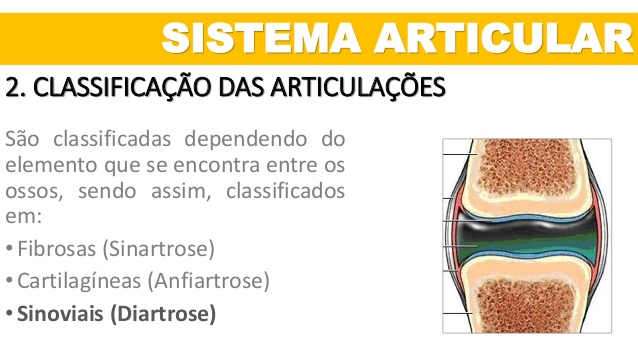 SISTEMA ARTICULAR
2. CLASSIFICAÇÃO DAS ARTICULAÇÕES
São classificadas dependendo do
elemento que se encontra entre os
ossos, sendo assim, classificados
em:
• Fibrosas (Sinartrose)
• Cartilagíneas (Anfiartrose)
• Sinoviais (Diartrose)